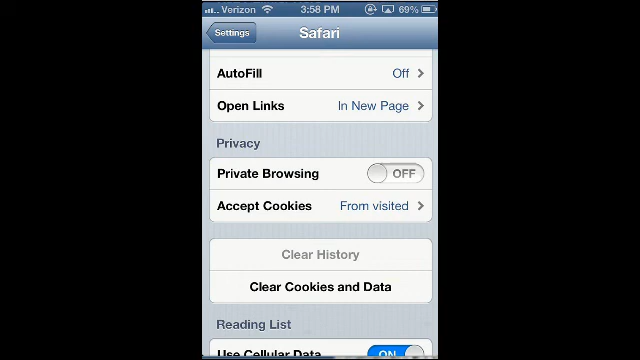 Verizon 3:58 PM 69%
Settings Safari
AutoFill Off
Open Links In New Page
Privacy
Private Browsing OFF
Accept Cookies From visited
Clear History
Clear Cookies and Data
Reading List
Use Cellular Data ON